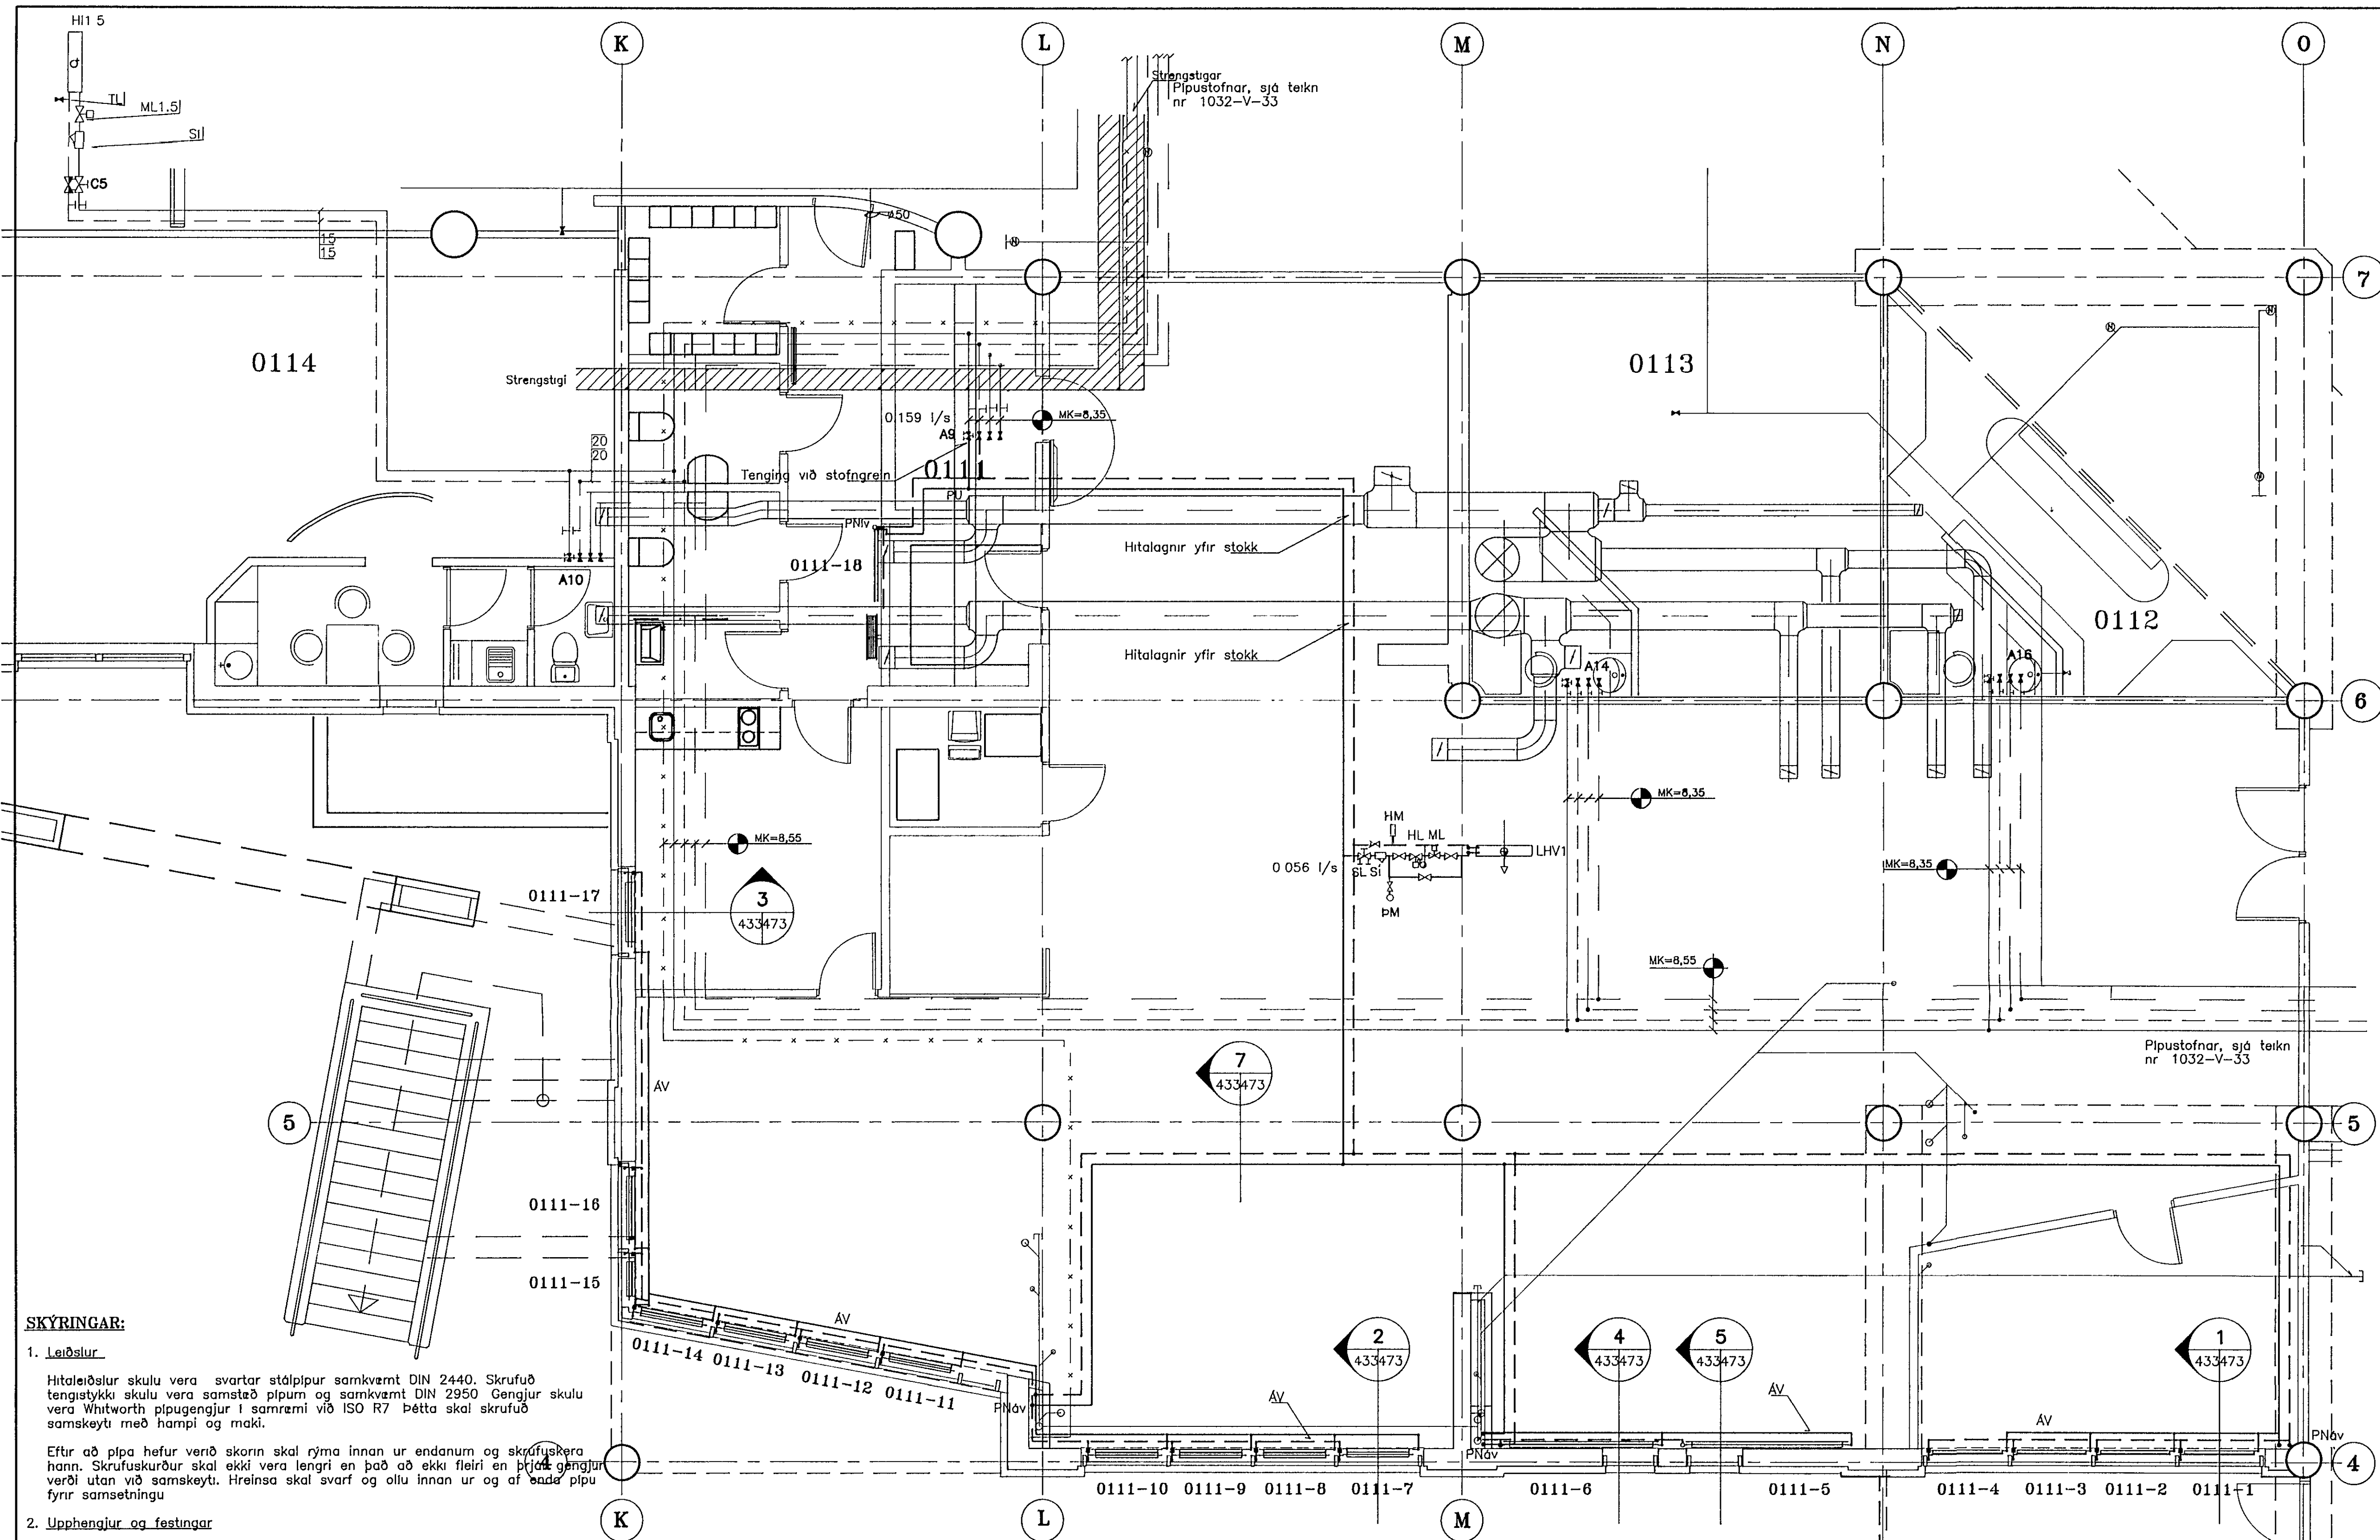 HI1 5
K
L
M
N
O
TL
ML1.5
SI
C5
Strengstigar
Pípustofnar, sjá teikn
nr 1032-V-33
ø50
15
15
7
0114
0113
Strengstigi
0.159 l/s
MK=8,35
A9
20
20
0111
Tenging við stofngrein
PU
PNlv
Hitalagnir yfir stokk
0111-18
A10
0112
Hitalagnir yfir stokk
A14
A16
6
MK=8,35
HM
HL ML
MK=8,55
LHV1
0 056 l/s
SL Sí
MK=8,35
ÞM
0111-17
3
433473
MK=8,55
Pípustofnar, sjá teikn
nr 1032-V-33
7
433473
ÁV
5
5
0111-16
0111-15
SKÝRINGAR:
1. Leiðslur
ÁV
2
433473
4
433473
5
433473
1
433473
0111-14 0111-13 0111-12 0111-11
Hitaleiðslur skulu vera svartar stálpípur samkvæmt DIN 2440. Skrúfuð
tengistykki skulu vera samstæð pípum og samkvæmt DIN 2950 Gengjur skulu
vera Whitworth pípugengjur í samræmi við ISO R7 Þétta skal skrúfuð
samskeyti með hampi og maki.
PNáv
ÁV
ÁV
ÁV
PNáv
PNáv
Eftir að pípa hefur verið skorin skal rýma innan úr endanum og skrúfuskera
hann. Skrúfuskurður skal ekki vera lengri en það að ekki fleiri en þrjár gengjur
verði utan við samskeyti. Hreinsa skal svarf og olíu innan úr og af enda pípu
fyrir samsetningu
4
4
0111-10 0111-9 0111-8 0111-7 0111-6 0111-5 0111-4 0111-3 0111-2 0111-1
2. Upphengjur og festingar
K
L
M